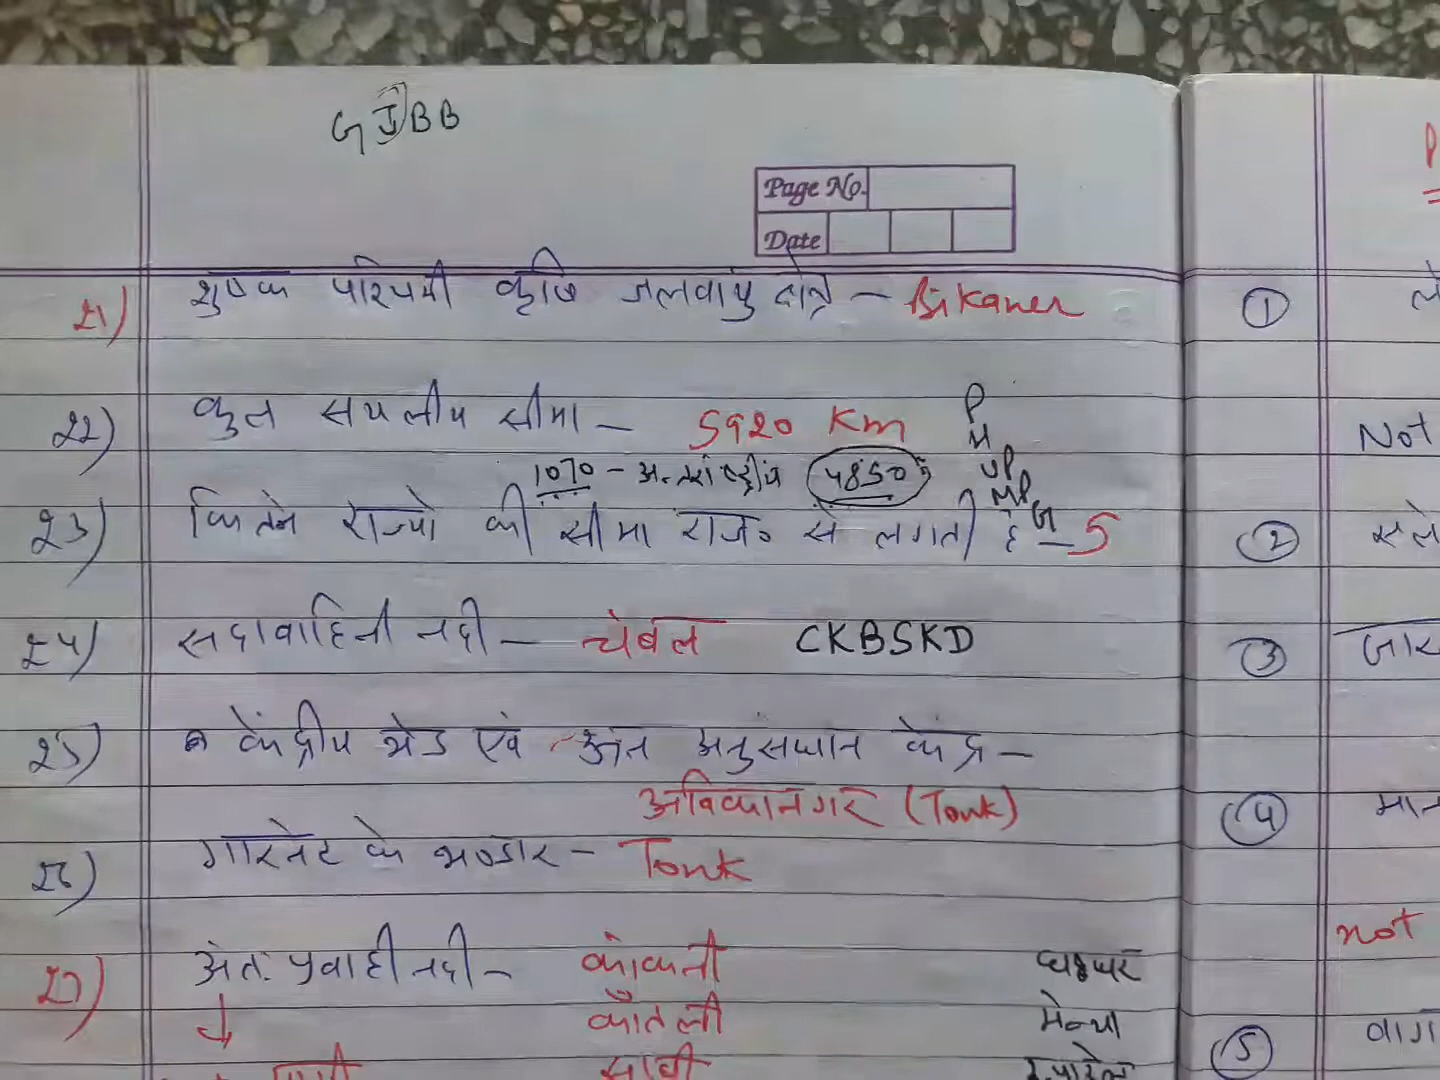 GJBB
Page No.
Date
21) शुष्क पश्चिमी कृषि जलवायु क्षेत्र - Bikaner
22) कुल स्थलीय सीमा - 5920 Km
P
M
UP
MP
G
1070 - अन्तर्राष्ट्रीय 4850
23) कितने राज्यो की सीमा राज० से लगती है - 5
24) सदावाहिनी नदी - चंबल CKBSKD
25) केंद्रीय भेड एवं ऊन अनुसंधान केंद्र -
अविकानगर (Tonk)
26) गारनेट के भण्डार - Tonk
27) अंत: प्रवाही नदी - कांकनी
↓ काँतली मेन्था
साबी रूपारेल
①
Not
②
③
④
not
⑤